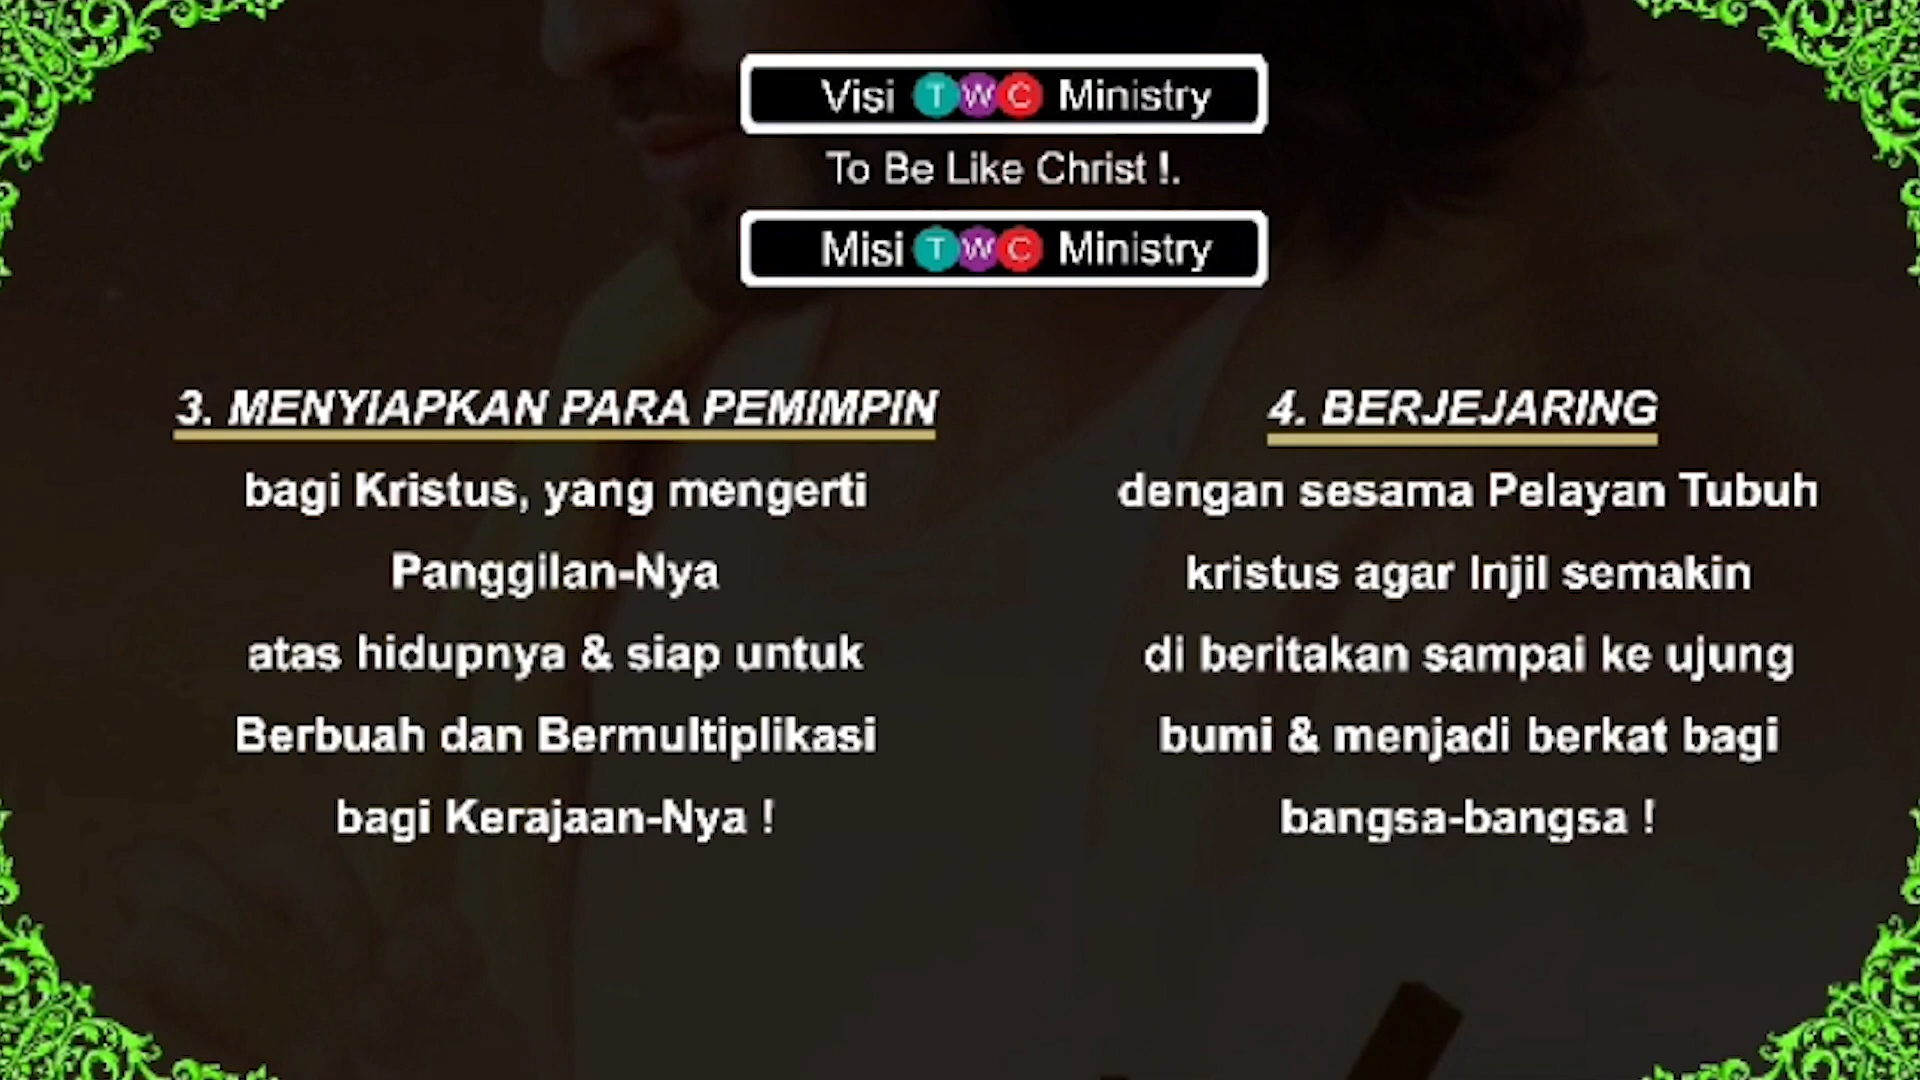 Visi TWC Ministry
To Be Like Christ !.
Misi TWC Ministry
3. MENYIAPKAN PARA PEMIMPIN
bagi Kristus, yang mengerti
Panggilan-Nya
atas hidupnya & siap untuk
Berbuah dan Bermultiplikasi
bagi Kerajaan-Nya !
4. BERJEJARING
dengan sesama Pelayan Tubuh
kristus agar Injil semakin
di beritakan sampai ke ujung
bumi & menjadi berkat bagi
bangsa-bangsa !